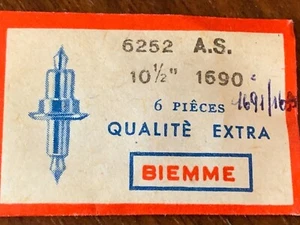 6252 A.S.
10½" 1690
6 PIÈCES
QUALITÈ EXTRA
BIEMME